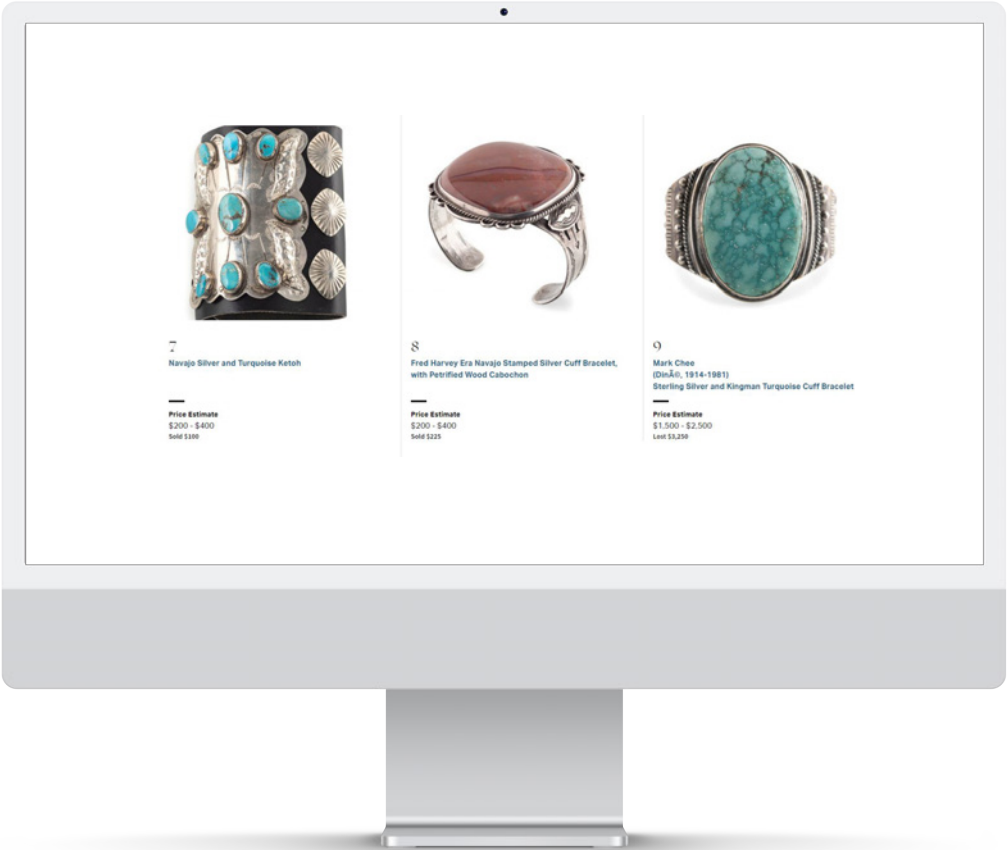 7
Navajo Silver and Turquoise Ketoh
Price Estimate
$200 - $400
Sold $100
8
Fred Harvey Era Navajo Stamped Silver Cuff Bracelet,
with Petrified Wood Cabochon
Price Estimate
$200 - $400
Sold $225
9
Mark Chee
(DinÃ©, 1914-1981)
Sterling Silver and Kingman Turquoise Cuff Bracelet
Price Estimate
$1,500 - $2,500
Lost $3,250